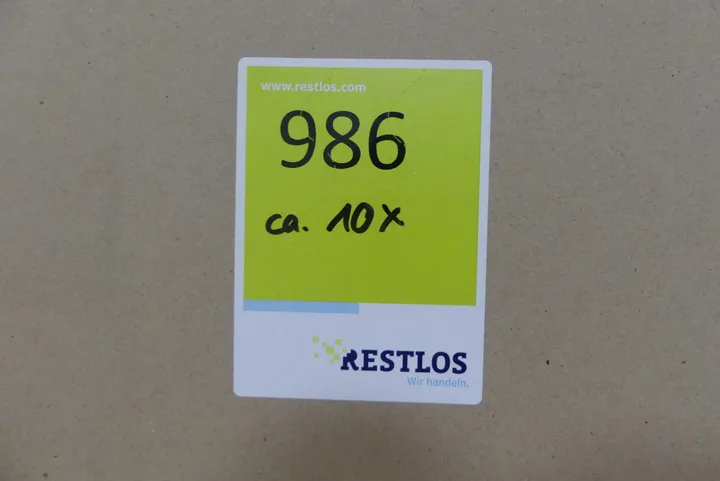 www.restlos.com
986
ca. 10x
RESTLOS
Wir handeln.